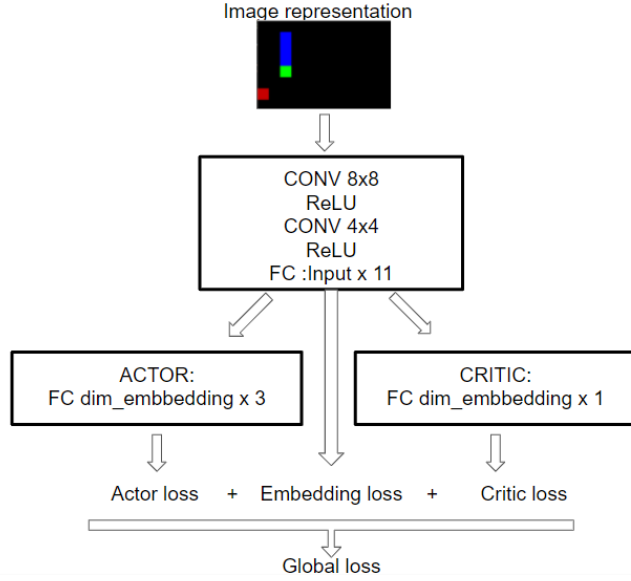 Image representation
CONV 8x8
ReLU
CONV 4x4
ReLU
FC :Input x 11
ACTOR:
FC dim_embbedding x 3
CRITIC:
FC dim_embbedding x 1
Actor loss + Embedding loss + Critic loss
Global loss